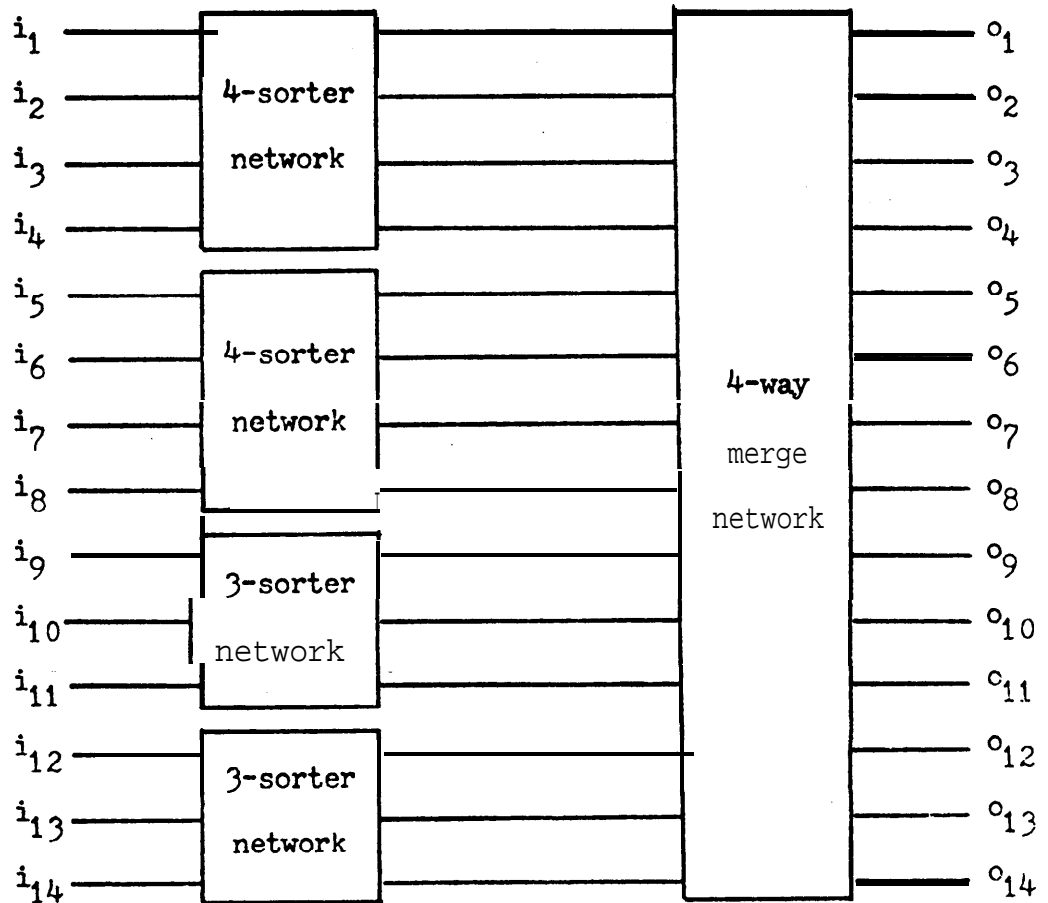 i1 o1
i2 4-sorter o2
i3 network o3
i4 o4
i5 o5
i6 4-sorter o6
4-way
i7 network o7
merge
i8 o8
network
i9 o9
3-sorter
i10 o10
network
i11 o11
i12 o12
3-sorter
i13 o13
network
i14 o14